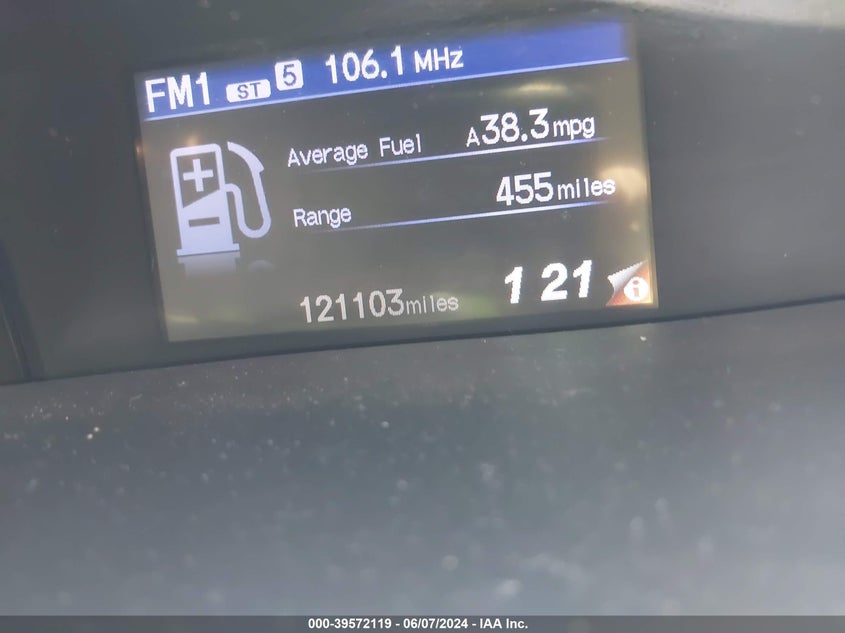 FM1 ST 5 106.1 MHz
Average Fuel A38.3mpg
Range 455miles
121103miles 1 21 i
000-39572119 - 06/07/2024 - IAA Inc.